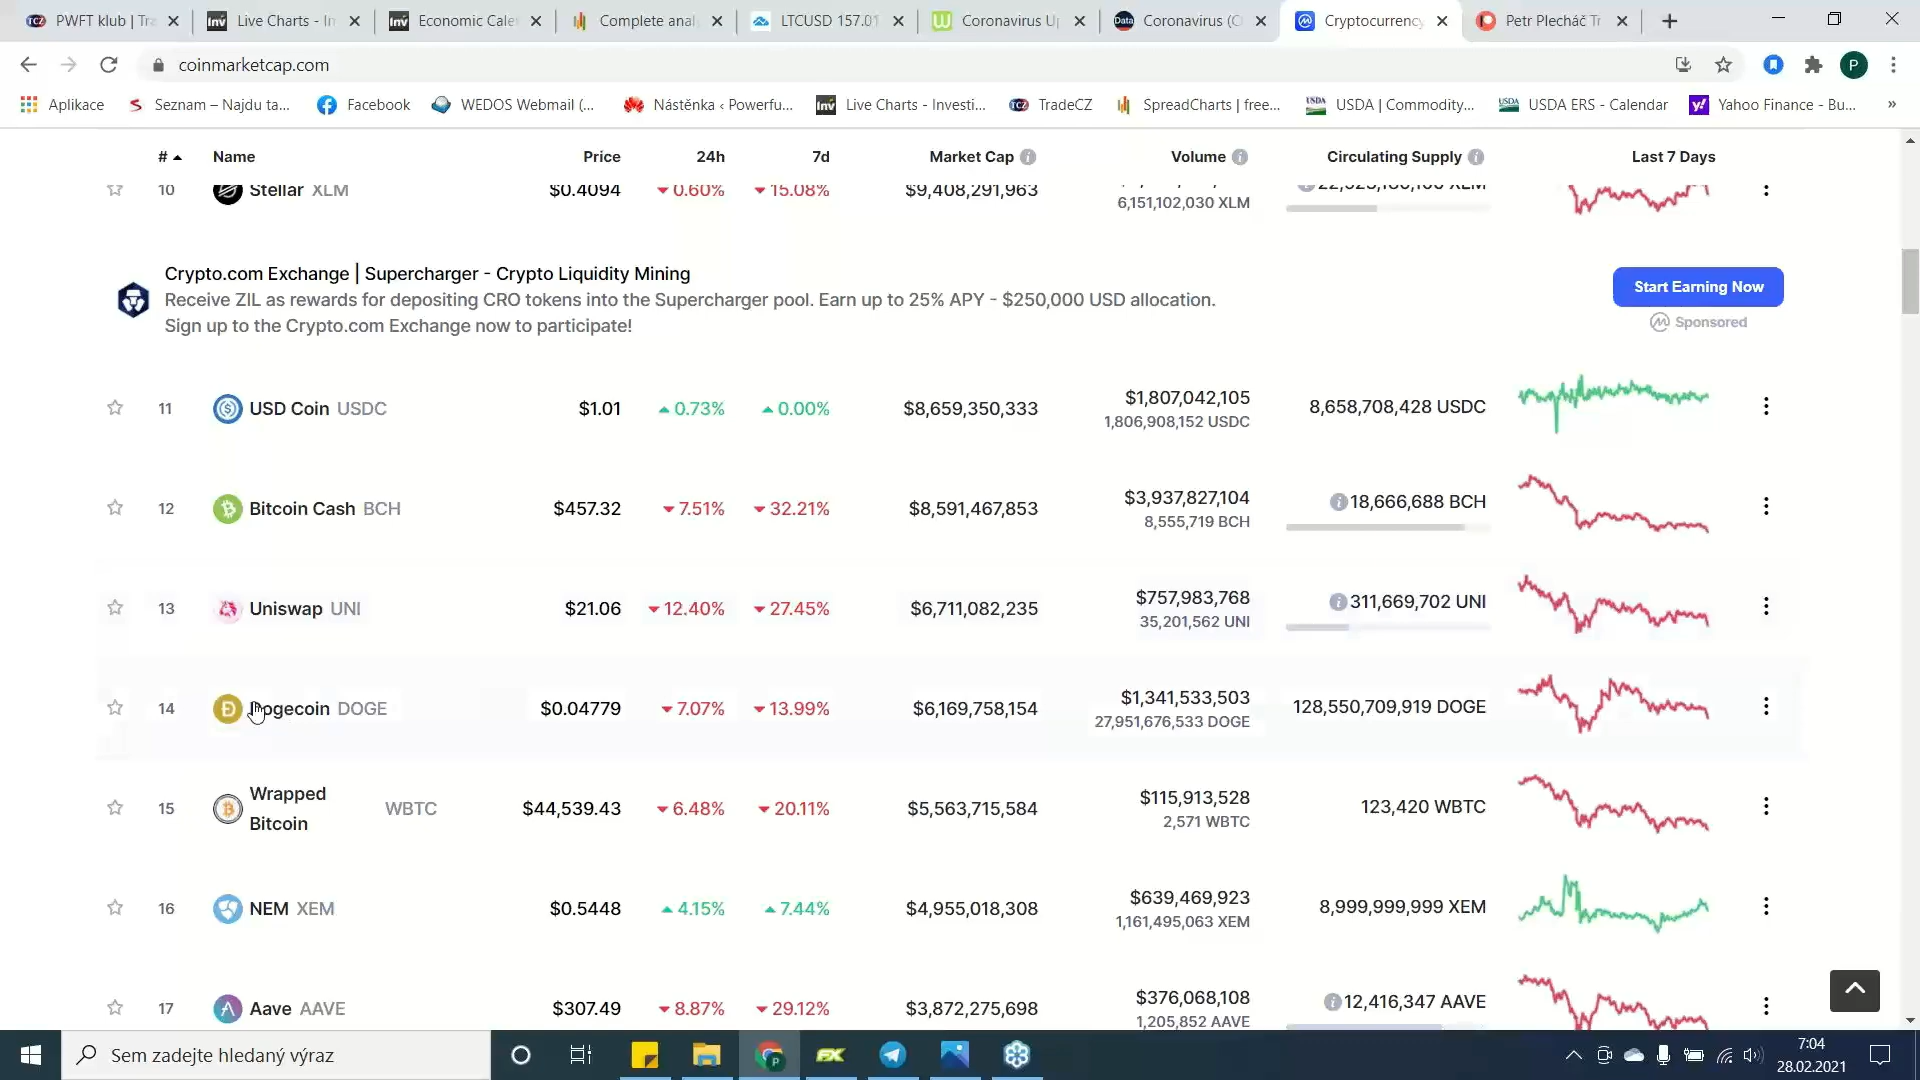 PWFT klub | Tra
Live Charts - In
Economic Cale
Complete anal
LTCUSD 157.01
Coronavirus Up
Coronavirus (C
Cryptocurrency
Petr Plecháč Tr
coinmarketcap.com
P
Aplikace
Seznam – Najdu ta...
Facebook
WEDOS Webmail (...
Nástěnka ‹ Powerfu...
Live Charts - Investi...
TradeCZ
SpreadCharts | free...
USDA | Commodity...
USDA ERS - Calendar
Yahoo Finance - Bu...
»
# Name Price 24h 7d Market Cap Volume Circulating Supply Last 7 Days
10 Stellar XLM $0.4094 0.60% 15.08% $9,408,291,963
6,151,102,030 XLM
Crypto.com Exchange | Supercharger - Crypto Liquidity Mining
Receive ZIL as rewards for depositing CRO tokens into the Supercharger pool. Earn up to 25% APY - $250,000 USD allocation.
Sign up to the Crypto.com Exchange now to participate!
Start Earning Now
Sponsored
11 USD Coin USDC $1.01 0.73% 0.00% $8,659,350,333 $1,807,042,105 8,658,708,428 USDC
1,806,908,152 USDC
12 Bitcoin Cash BCH $457.32 7.51% 32.21% $8,591,467,853 $3,937,827,104 18,666,688 BCH
8,555,719 BCH
13 Uniswap UNI $21.06 12.40% 27.45% $6,711,082,235 $757,983,768 311,669,702 UNI
35,201,562 UNI
14 Dogecoin DOGE $0.04779 7.07% 13.99% $6,169,758,154 $1,341,533,503 128,550,709,919 DOGE
27,951,676,533 DOGE
15 Wrapped Bitcoin WBTC $44,539.43 6.48% 20.11% $5,563,715,584 $115,913,528 123,420 WBTC
2,571 WBTC
16 NEM XEM $0.5448 4.15% 7.44% $4,955,018,308 $639,469,923 8,999,999,999 XEM
1,161,495,063 XEM
17 Aave AAVE $307.49 8.87% 29.12% $3,872,275,698 $376,068,108 12,416,347 AAVE
1,205,852 AAVE
Sem zadejte hledaný výraz
7:04
28.02.2021